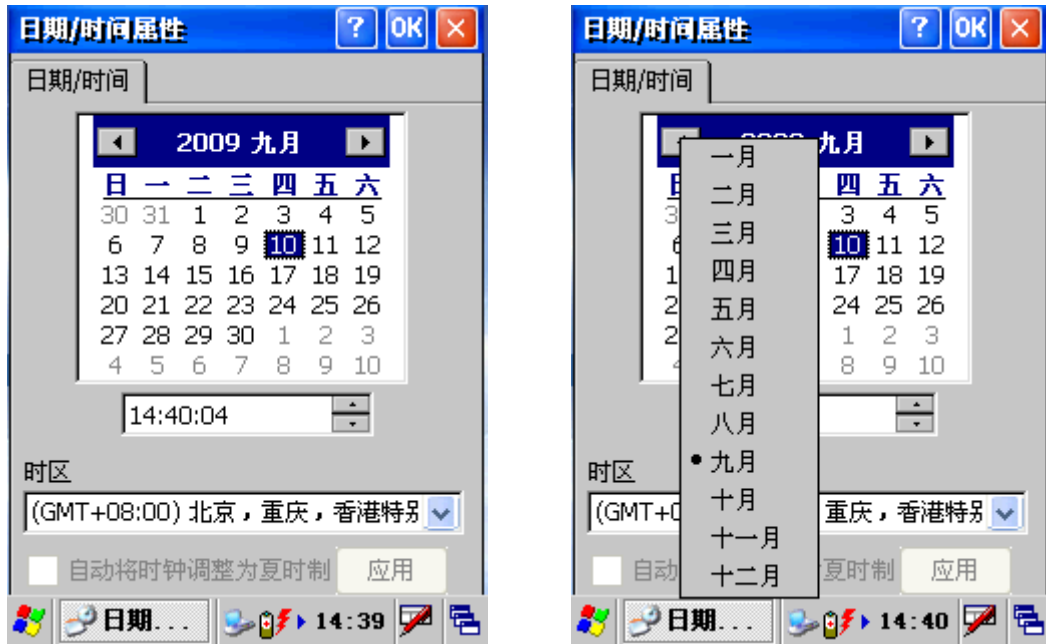 日期/时间属性 ? OK ×
日期/时间
2009 九月
日 一 二 三 四 五 六
30 31 1 2 3 4 5
6 7 8 9 10 11 12
13 14 15 16 17 18 19
20 21 22 23 24 25 26
27 28 29 30 1 2 3
4 5 6 7 8 9 10
14:40:04
时区
(GMT+08:00) 北京，重庆，香港特别
自动将时钟调整为夏时制 应用
日期... 14:39
日期/时间属性 ? OK ×
日期/时间
九月
四 五 六
3 4 5
10 11 12
17 18 19
24 25 26
1 2 3
8 9 10
一月
二月
三月
四月
五月
六月
七月
八月
九月
十月
十一月
十二月
时区
(GMT+0 重庆，香港特别
自动 夏时制 应用
日期... 14:40